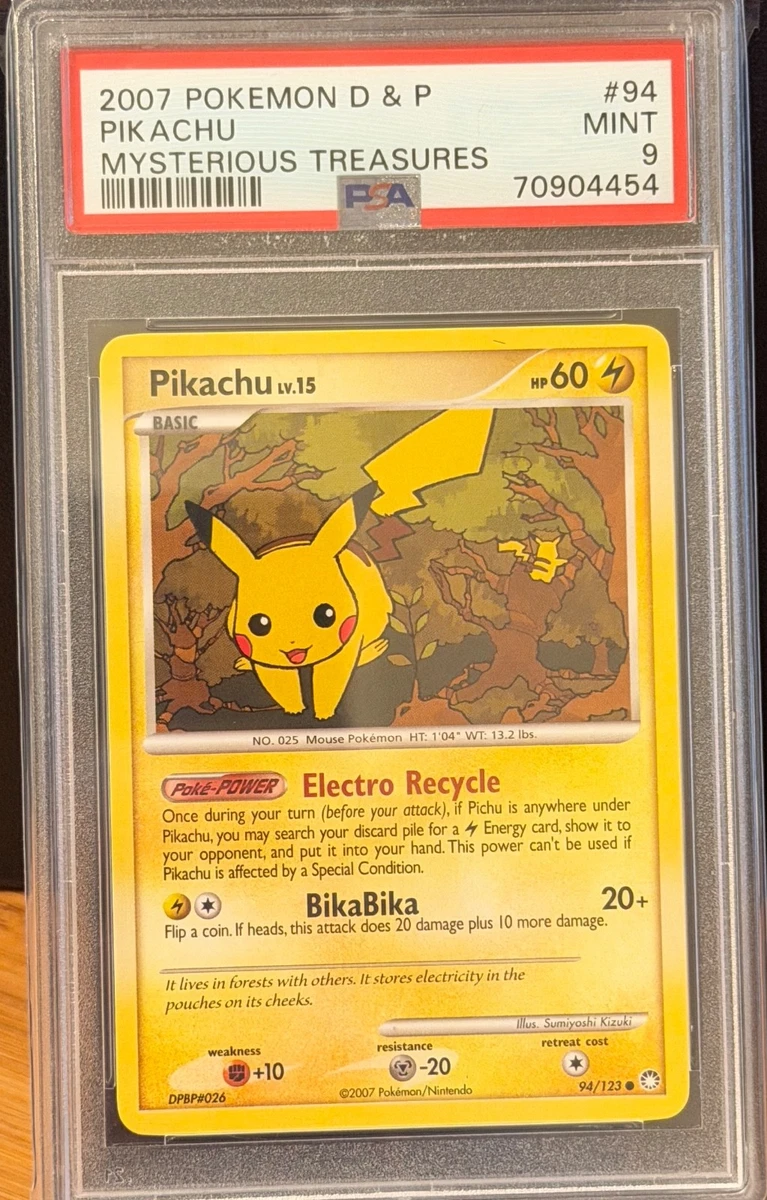 2007 POKEMON D & P #94
PIKACHU MINT
MYSTERIOUS TREASURES 9
PSA 70904454
Pikachu LV.15 HP 60
BASIC
NO. 025 Mouse Pokémon HT: 1'04" WT: 13.2 lbs.
Poké-POWER Electro Recycle
Once during your turn (before your attack), if Pichu is anywhere under
Pikachu, you may search your discard pile for a Energy card, show it to
your opponent, and put it into your hand. This power can't be used if
Pikachu is affected by a Special Condition.
BikaBika 20+
Flip a coin. If heads, this attack does 20 damage plus 10 more damage.
It lives in forests with others. It stores electricity in the
pouches on its cheeks.
Illus. Sumiyoshi Kizuki
weakness resistance retreat cost
+10 -20
DPBP#026 ©2007 Pokémon/Nintendo 94/123